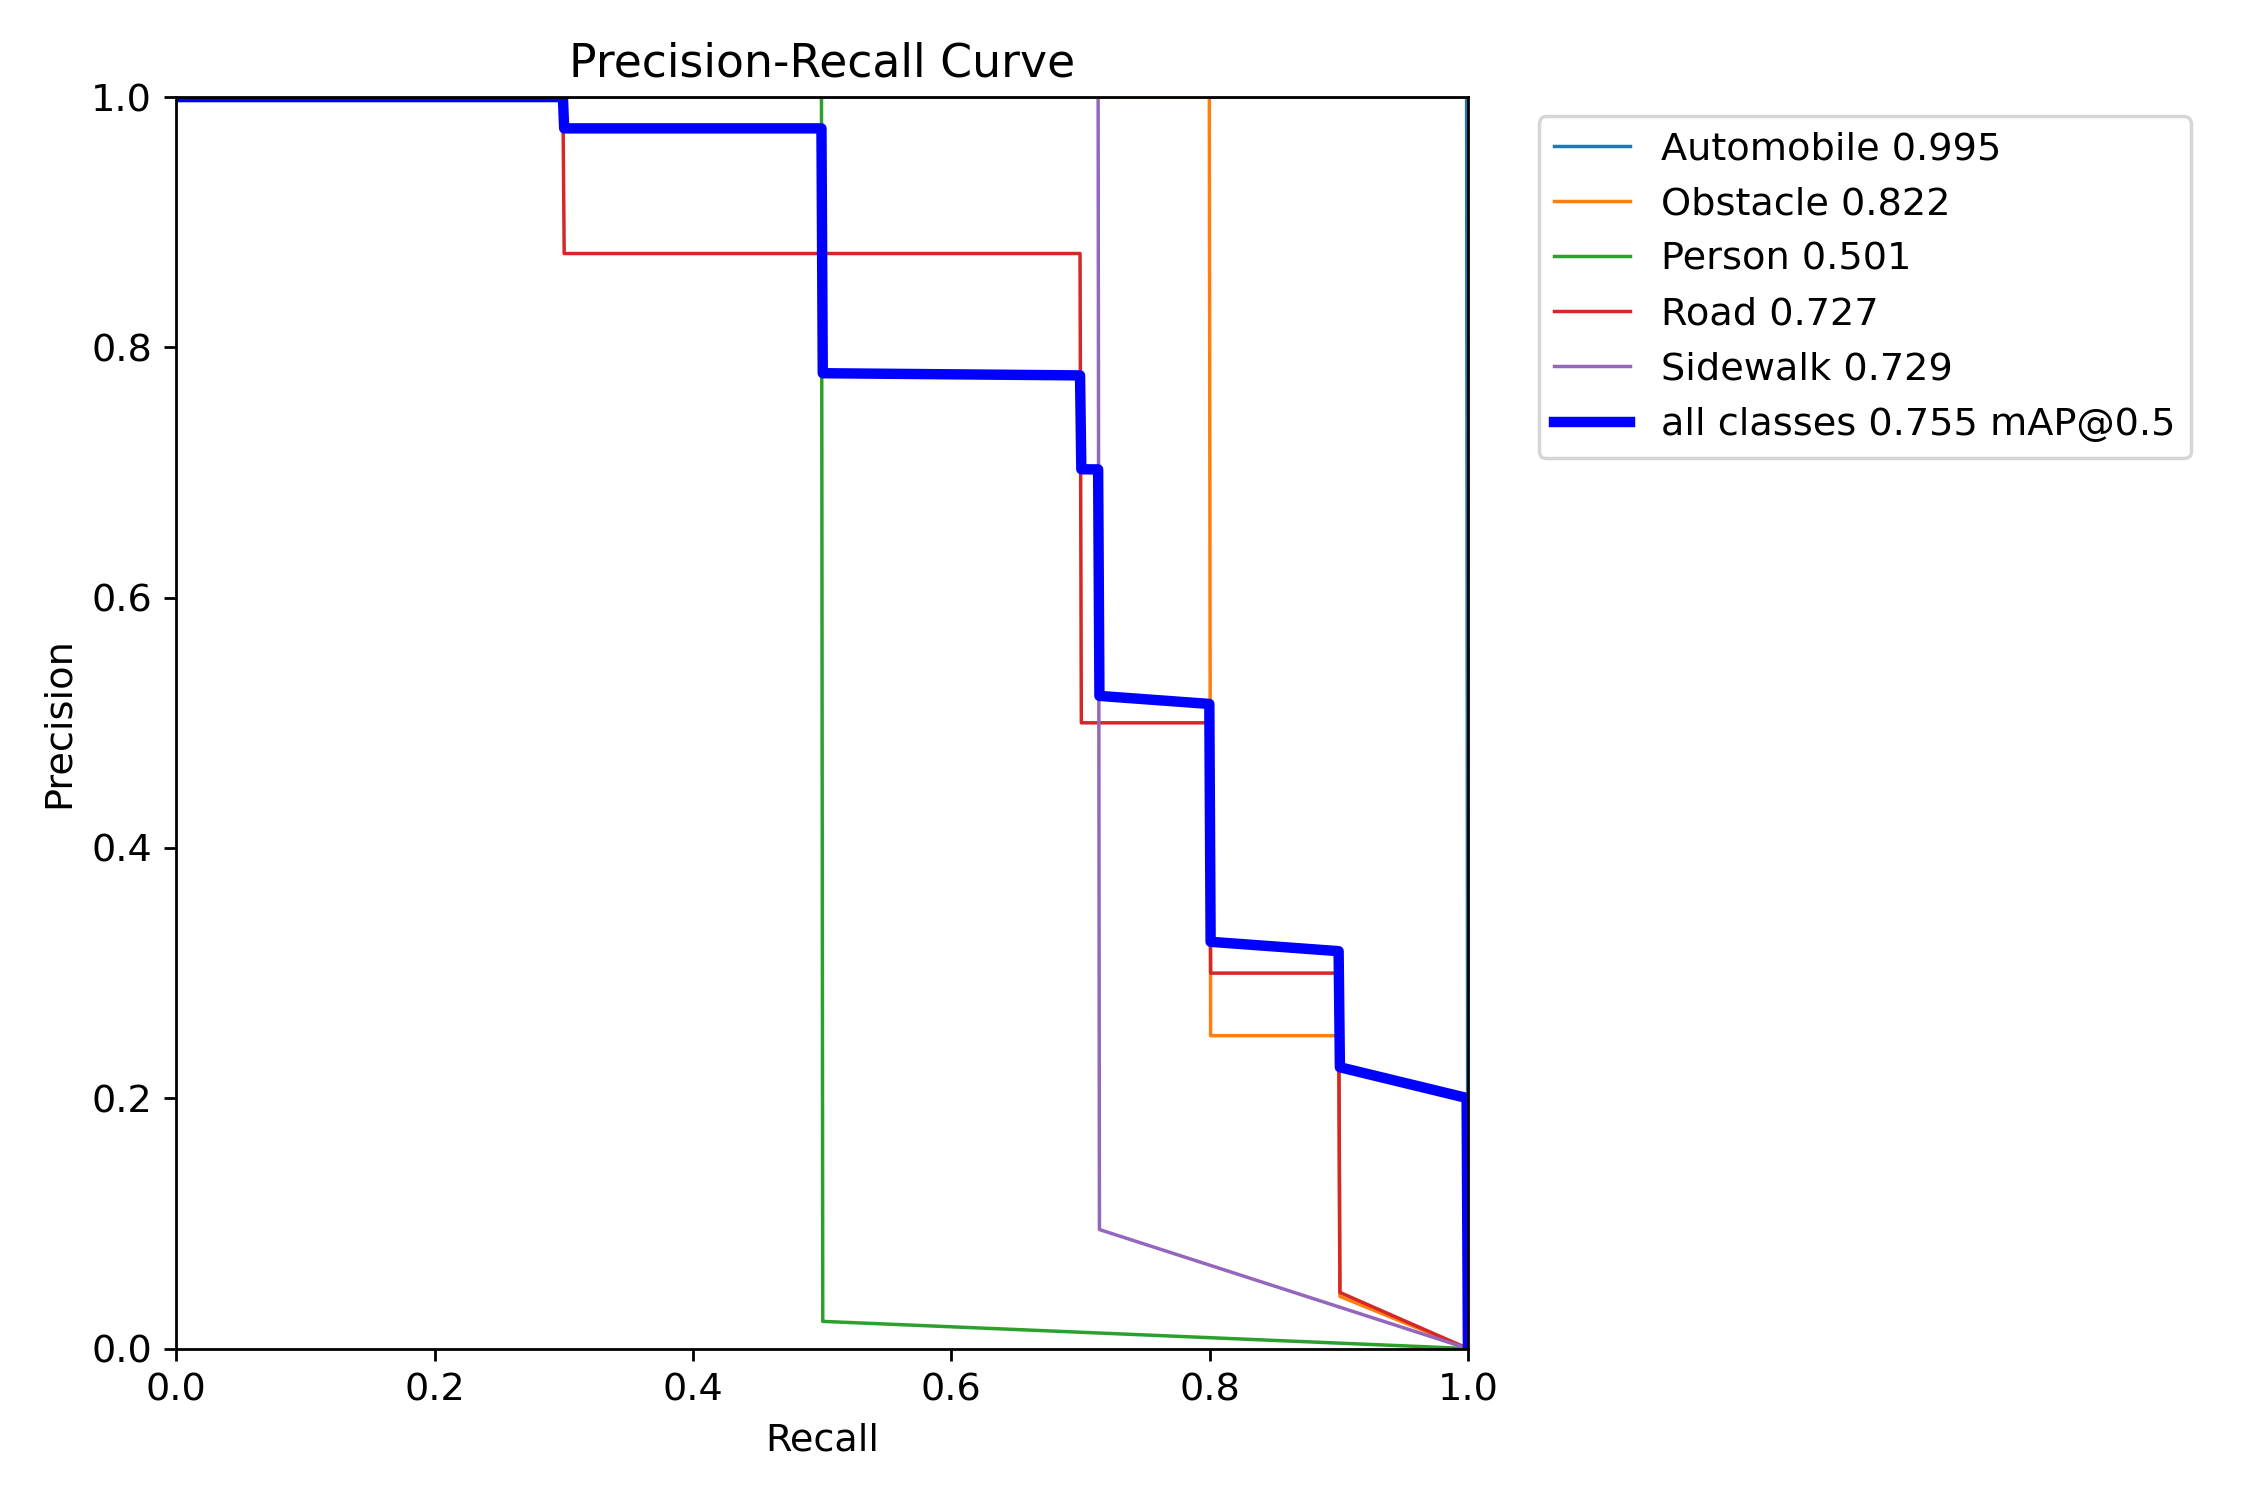 Precision-Recall Curve
1.0
0.8
0.6
0.4
0.2
0.0
Precision
0.0 0.2 0.4 0.6 0.8 1.0
Recall
Automobile 0.995
Obstacle 0.822
Person 0.501
Road 0.727
Sidewalk 0.729
all classes 0.755 mAP@0.5